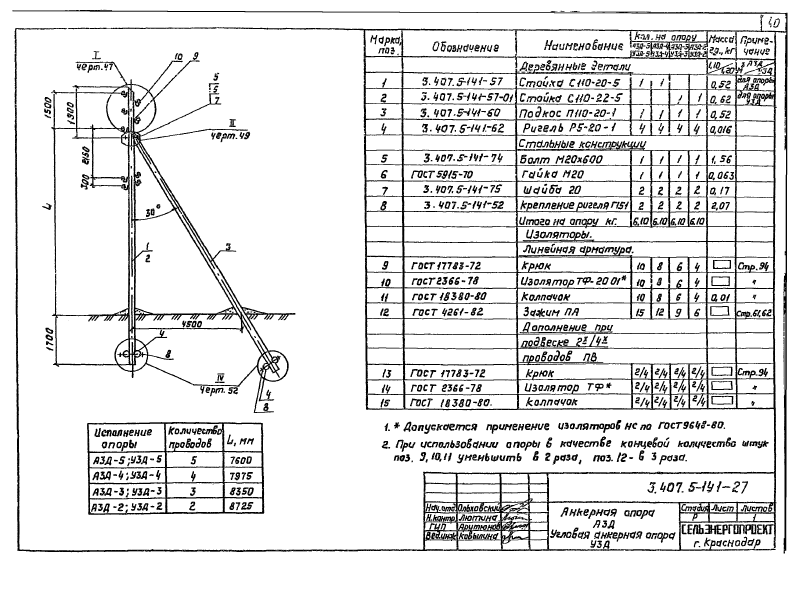 40
I
черт.47
10
9
5
6
7
II
черт.49
1500
1300
2160
300
L
30°
1
2
3
4500
1700
4
8
IV
черт.52
4
8
Исполнение опоры | Количество проводов | L, мм
АЗД-5; УЗД-5 | 5 | 7600
АЗД-4; УЗД-4 | 4 | 7975
АЗД-3; УЗД-3 | 3 | 8350
АЗД-2; УЗД-2 | 2 | 8725
Марка, поз. | Обозначение | Наименование | Кол. на опору | Масса ед., кг | Примечание
АЗД-5 УЗД-5 | АЗД-4 УЗД-4 | АЗД-3 УЗД-3 | АЗД-2 УЗД-2
Деревянные детали
1 | 3.407.5-141-57 | Стойка С110-20-5 | 1 | 1 | 0,52 | для опоры АЗД
2 | 3.407.5-141-57-01 | Стойка С110-22-5 | 1 | 1 | 0,62 | для опоры УЗД
3 | 3.407.5-141-60 | Подкос П110-20-1 | 1 | 1 | 1 | 1 | 0,52
4 | 3.407.5-141-62 | Ригель Р5-20-1 | 4 | 4 | 4 | 4 | 0,016
Стальные конструкции
5 | 3.407.5-141-74 | Болт М20х600 | 1 | 1 | 1 | 1 | 1,56
6 | ГОСТ 5915-70 | Гайка М20 | 1 | 1 | 1 | 1 | 0,063
7 | 3.407.5-141-75 | Шайба 20 | 2 | 2 | 2 | 2 | 0,17
8 | 3.407.5-141-52 | Крепление ригеля П51 | 2 | 2 | 2 | 2 | 2,07
Итого на опору кг. | 6,10 | 6,10 | 6,10 | 6,10
Изоляторы.
Линейная арматура.
9 | ГОСТ 17783-72 | Крюк | 10 | 8 | 6 | 4 | Стр.94
10 | ГОСТ 2366-78 | Изолятор ТФ-20 01* | 10 | 8 | 6 | 4 | "
11 | ГОСТ 18380-80 | Колпачок | 10 | 8 | 6 | 4 | 0,01 | "
12 | ГОСТ 4261-82 | Зажим ПА | 15 | 12 | 9 | 6 | Стр.61,62
Дополнение при
подвеске 2х/4х
проводов ПВ
13 | ГОСТ 17783-72 | Крюк | 2/4 | 2/4 | 2/4 | 2/4 | Стр.94
14 | ГОСТ 2366-78 | Изолятор ТФ* | 2/4 | 2/4 | 2/4 | 2/4 | "
15 | ГОСТ 18380-80. | Колпачок | 2/4 | 2/4 | 2/4 | 2/4 | "
1. * Допускается применение изоляторов НС по ГОСТ 9648-80.
2. При использовании опоры в качестве концевой количество штук
поз. 9,10,11 уменьшить в 2 раза, поз.12- в 3 раза.
3.407.5-141-27
Нач.отд. Ольховский
Н.контр. Лютина
ГИП Арутюнов
Вед.инж. Ковылина
Анкерная опора
АЗД
Угловая анкерная опора
УЗД
Стадия | Лист | Листов
Р | 1
СЕЛЬЭНЕРГОПРОЕКТ
г. Краснодар